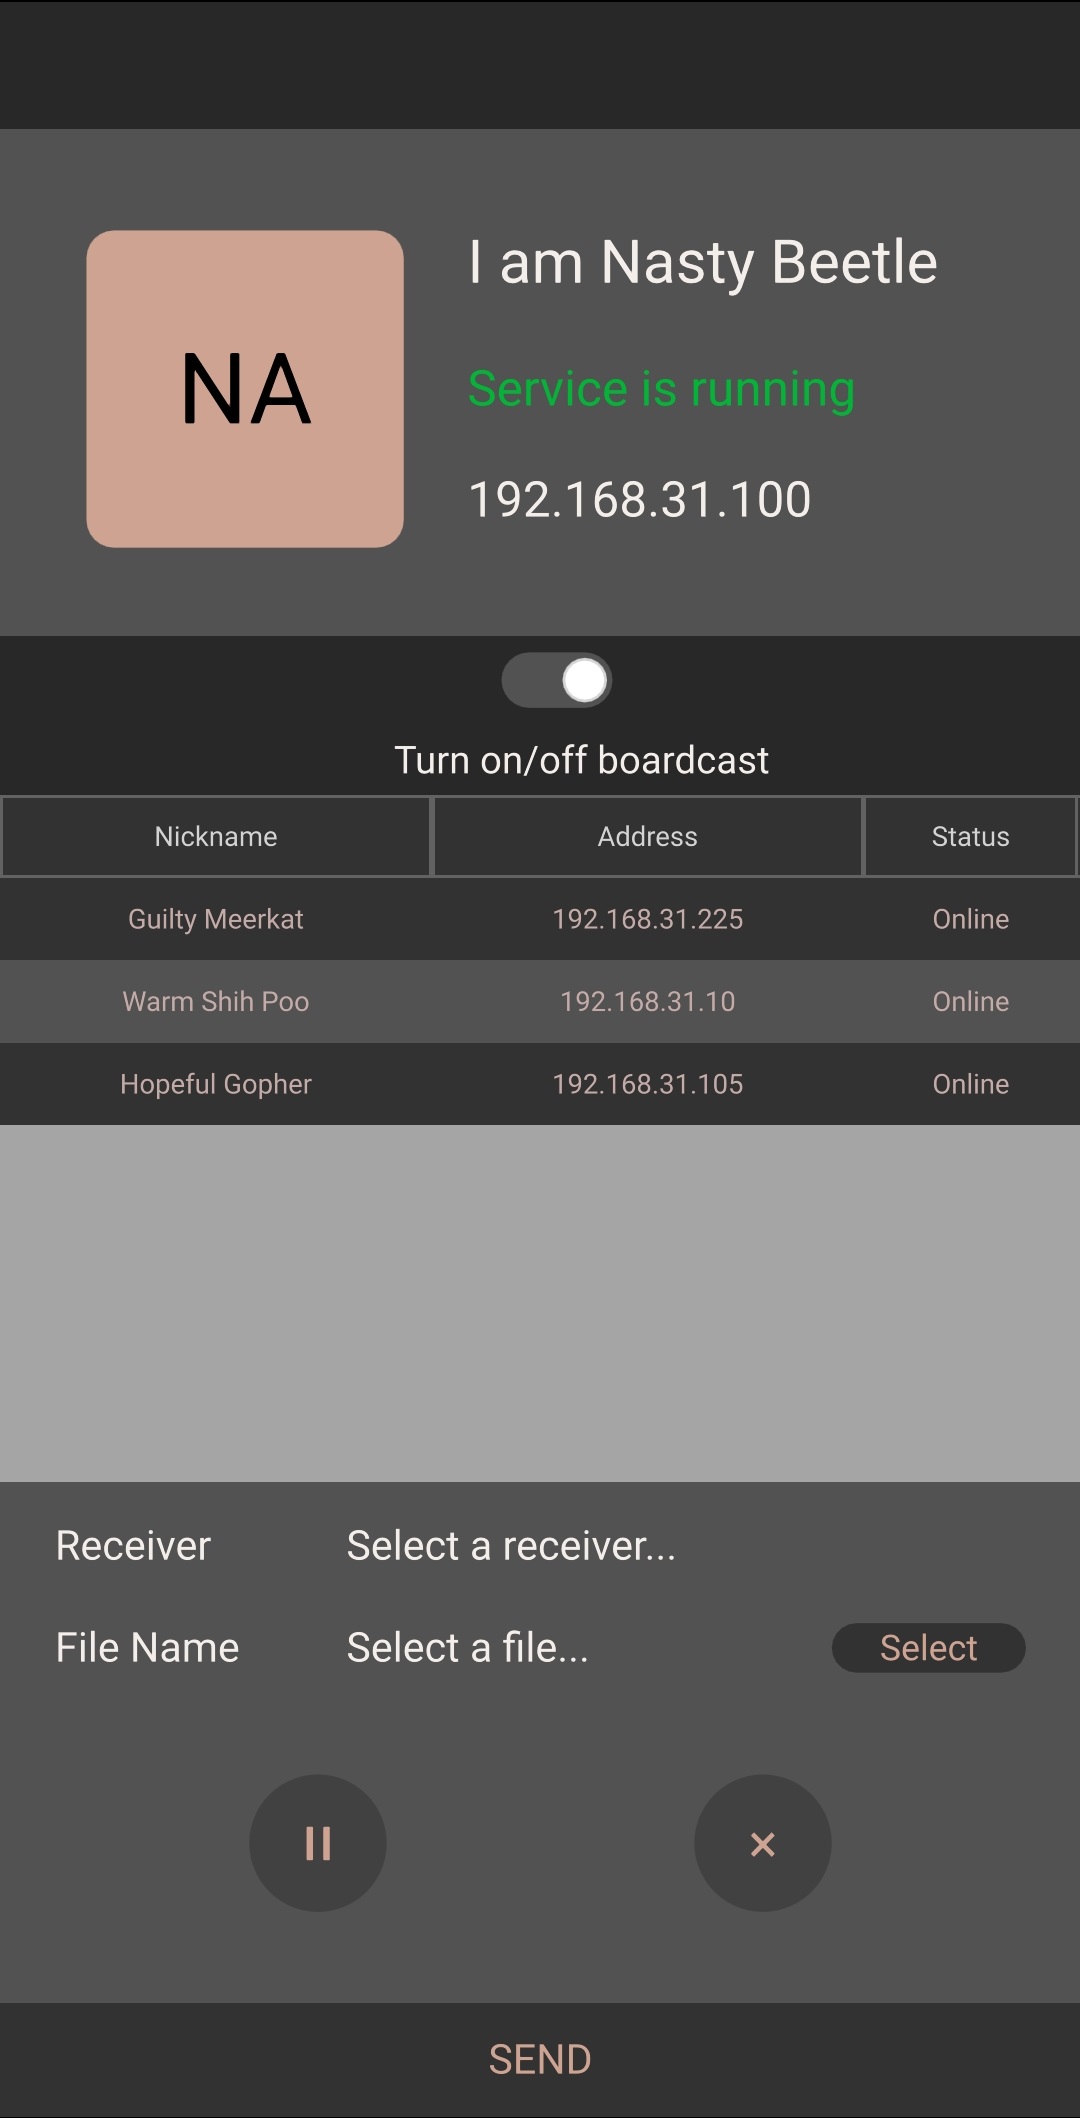 NA
I am Nasty Beetle
Service is running
192.168.31.100
Turn on/off boardcast
Nickname Address Status
Guilty Meerkat 192.168.31.225 Online
Warm Shih Poo 192.168.31.10 Online
Hopeful Gopher 192.168.31.105 Online
Receiver Select a receiver...
File Name Select a file... Select
SEND